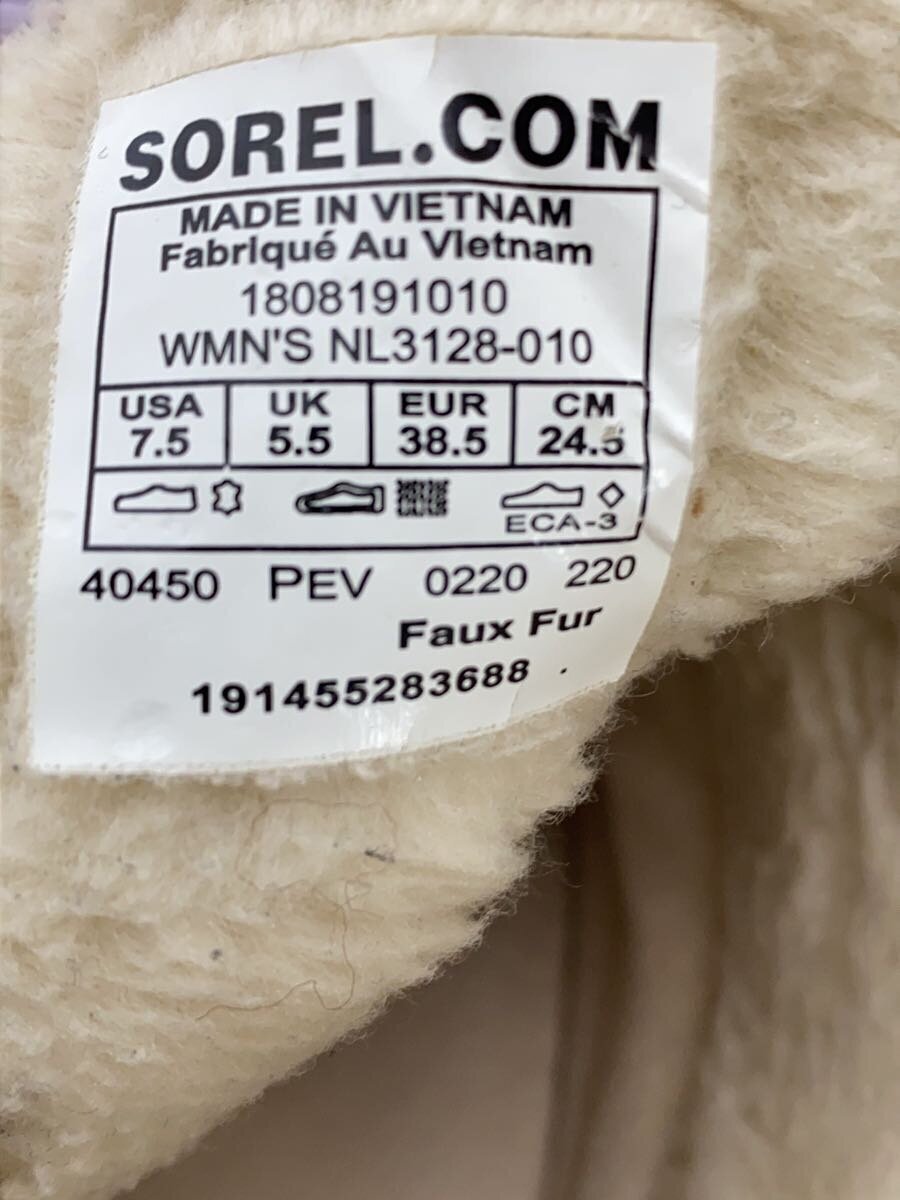 SOREL.COM
MADE IN VIETNAM
Fabriqué Au Vietnam
1808191010
WMN'S NL3128-010
USA UK EUR CM
7.5 5.5 38.5 24.5
ECA-3
40450 PEV 0220 220
Faux Fur
191455283688